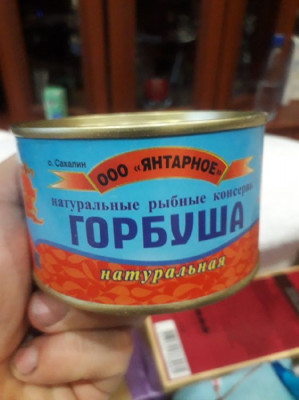 о. Сахалин
ООО «ЯНТАРНОЕ»
натуральные рыбные консервы
ГОРБУША
натуральная